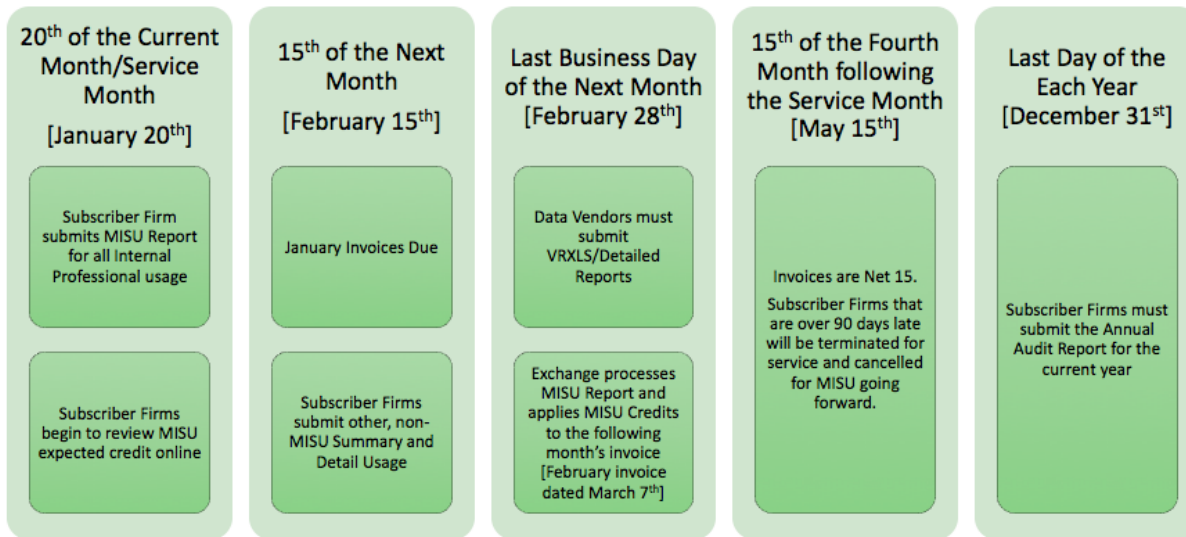 20th of the Current
Month/Service
Month
[January 20th]
Subscriber Firm
submits MISU Report
for all Internal
Professional usage
Subscriber Firms
begin to review MISU
expected credit online
15th of the Next
Month
[February 15th]
January Invoices Due
Subscriber Firms
submit other, non-
MISU Summary and
Detail Usage
Last Business Day
of the Next Month
[February 28th]
Data Vendors must
submit
VRXLS/Detailed
Reports
Exchange processes
MISU Report and
applies MISU Credits
to the following
month's invoice
[February invoice
dated March 7th]
15th of the Fourth
Month following
the Service Month
[May 15th]
Invoices are Net 15.
Subscriber Firms that
are over 90 days late
will be terminated for
service and cancelled
for MISU going
forward.
Last Day of the
Each Year
[December 31st]
Subscriber Firms must
submit the Annual
Audit Report for the
current year